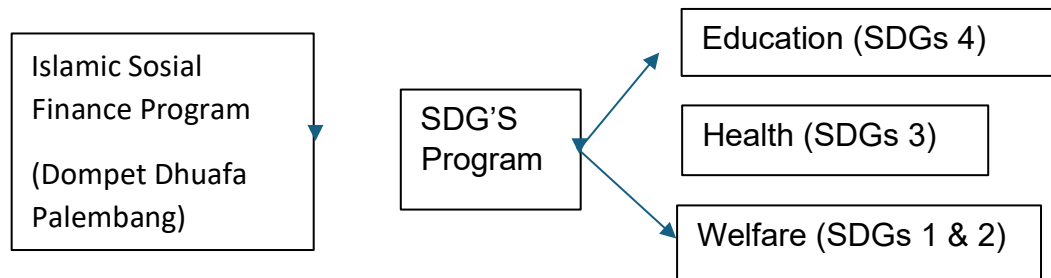 Islamic Sosial
Finance Program
(Dompet Dhuafa
Palembang)
SDG’S
Program
Education (SDGs 4)
Health (SDGs 3)
Welfare (SDGs 1 & 2)